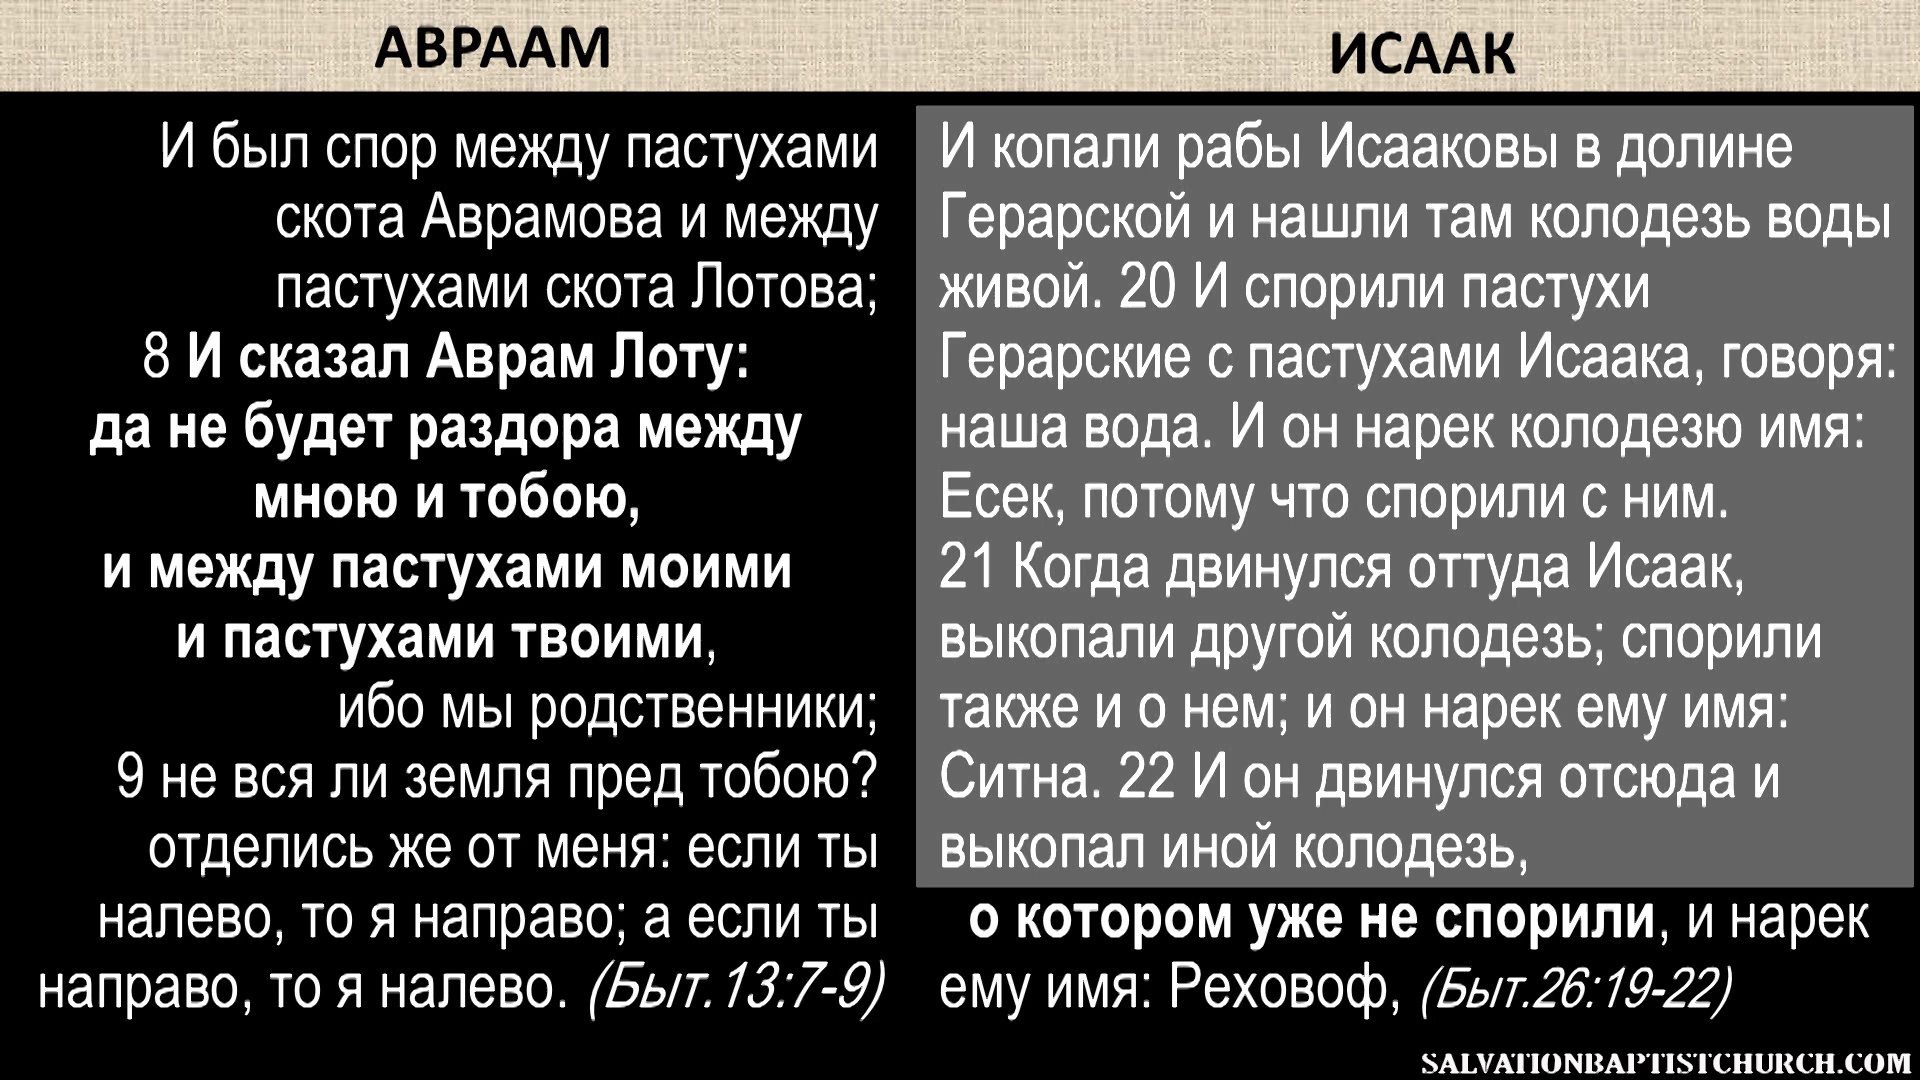 АВРААМ
ИСААК
И был спор между пастухами
скота Аврамова и между
пастухами скота Лотова;
8 И сказал Аврам Лоту:
да не будет раздора между
мною и тобою,
и между пастухами моими
и пастухами твоими,
ибо мы родственники;
9 не вся ли земля пред тобою?
отделись же от меня: если ты
налево, то я направо; а если ты
направо, то я налево. (Быт.13:7-9)
И копали рабы Исааковы в долине
Герарской и нашли там колодезь воды
живой. 20 И спорили пастухи
Герарские с пастухами Исаака, говоря:
наша вода. И он нарек колодезю имя:
Есек, потому что спорили с ним.
21 Когда двинулся оттуда Исаак,
выкопали другой колодезь; спорили
также и о нем; и он нарек ему имя:
Ситна. 22 И он двинулся отсюда и
выкопал иной колодезь,
о котором уже не спорили, и нарек
ему имя: Реховоф, (Быт.26:19-22)
SALVATIONBAPTISTCHURCH.COM